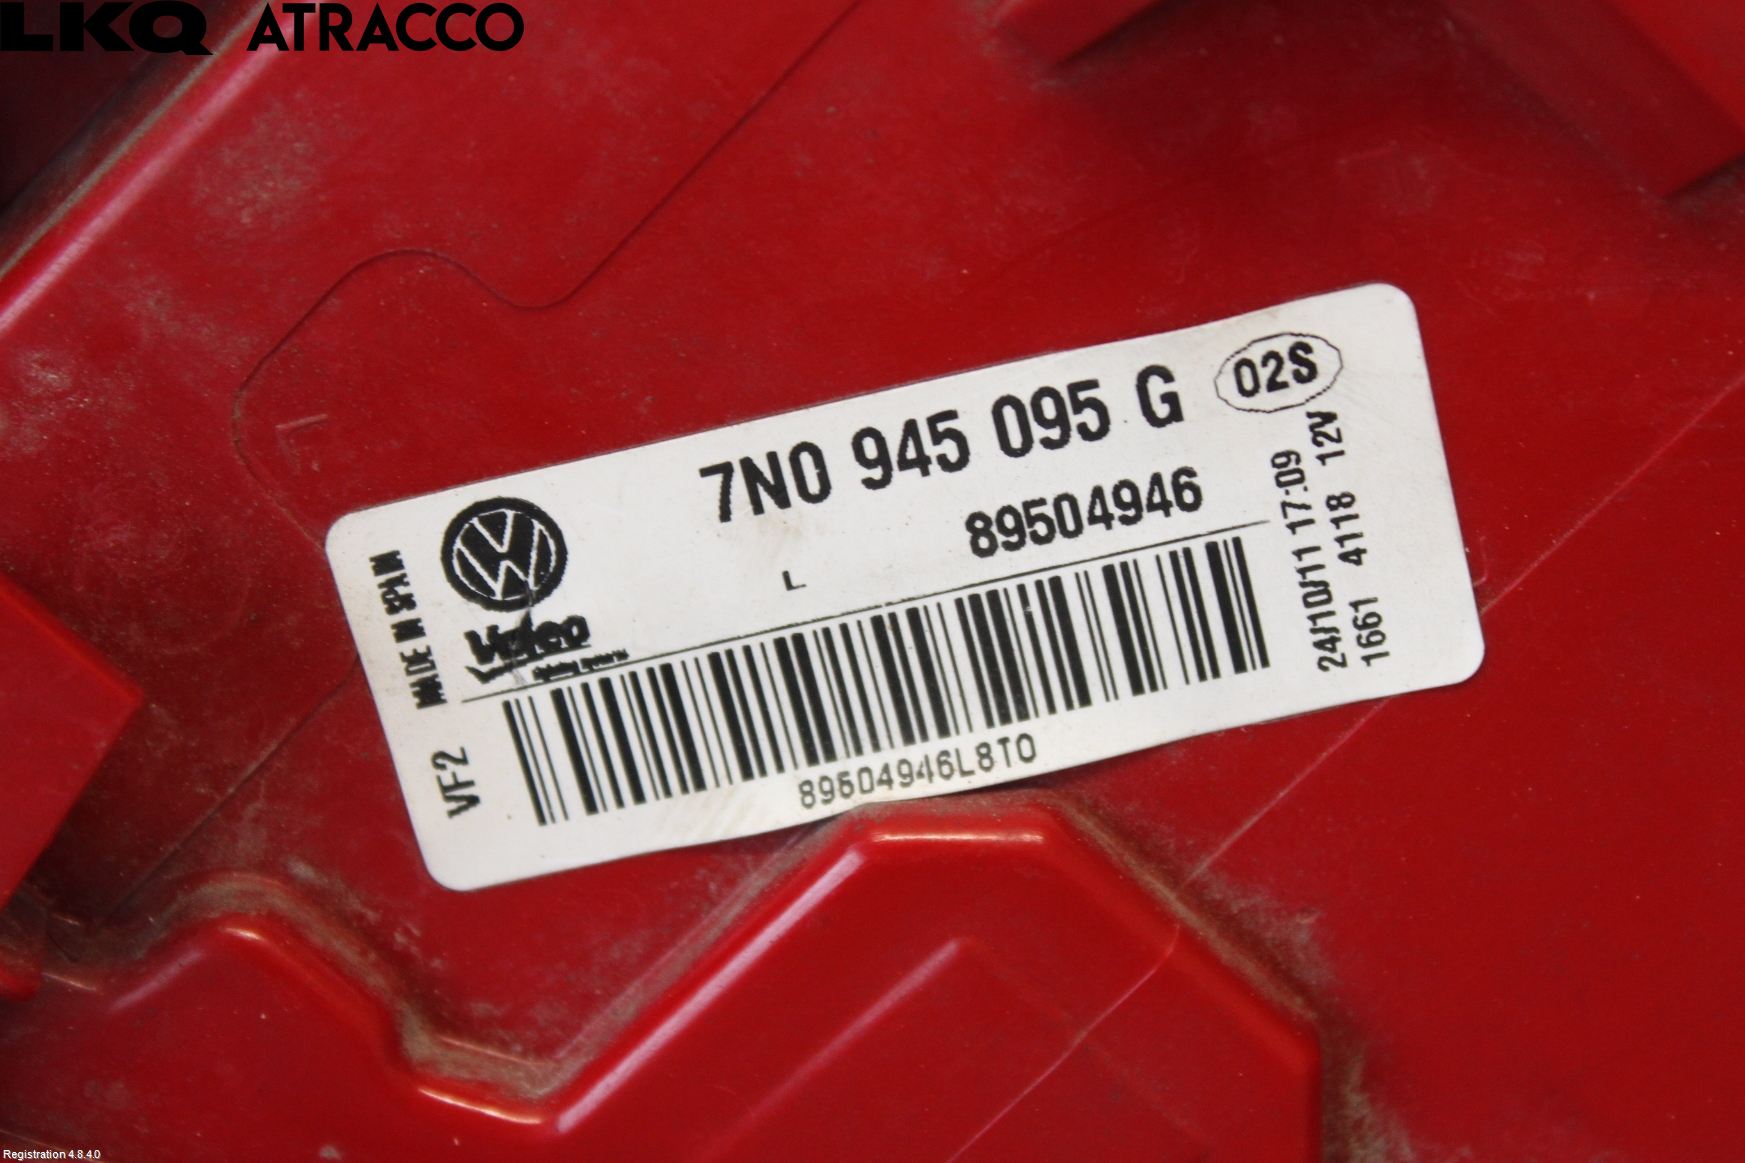 LKQ ATRACCO
7N0 945 095 G
02S
89504946
L
Valeo
MADE IN SPAIN
VF2
89504946L8T0
24/10/11 17:09
1661 4118 12V
Registration 4.8.4.0